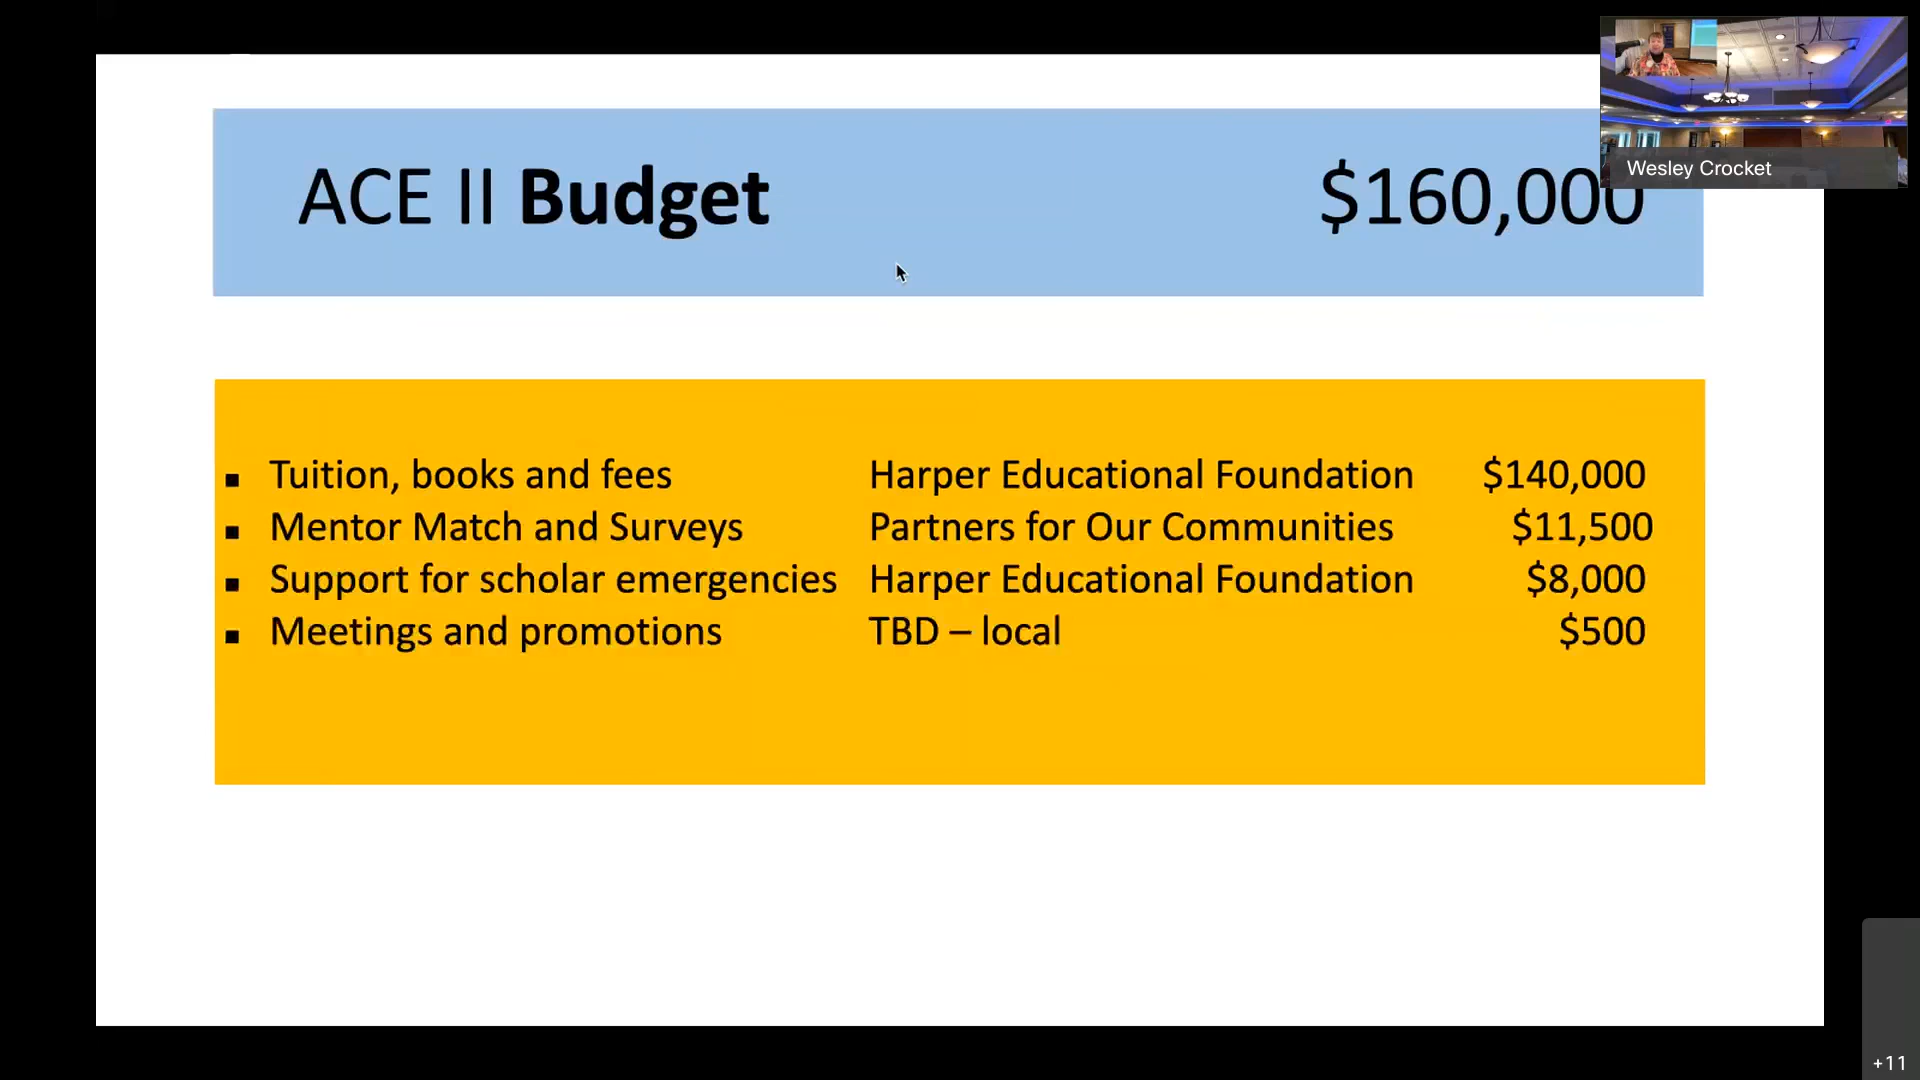 ACE II Budget $160,000
Wesley Crocket
▪ Tuition, books and fees Harper Educational Foundation $140,000
▪ Mentor Match and Surveys Partners for Our Communities $11,500
▪ Support for scholar emergencies Harper Educational Foundation $8,000
▪ Meetings and promotions TBD – local $500
+11